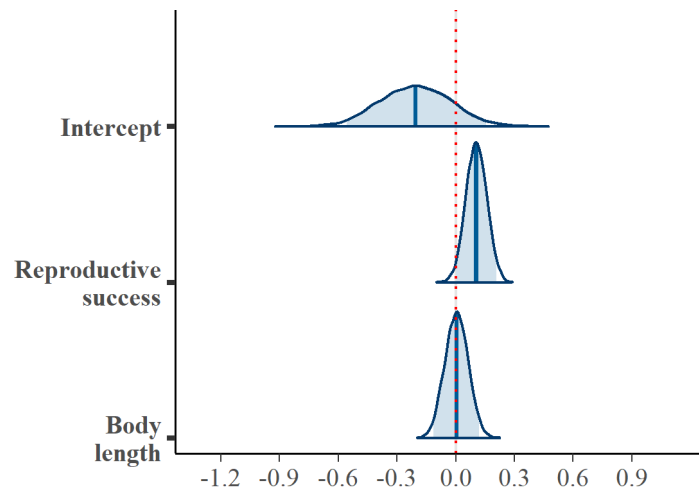 Intercept
Reproductive
success
Body
length
-1.2 -0.9 -0.6 -0.3 0.0 0.3 0.6 0.9